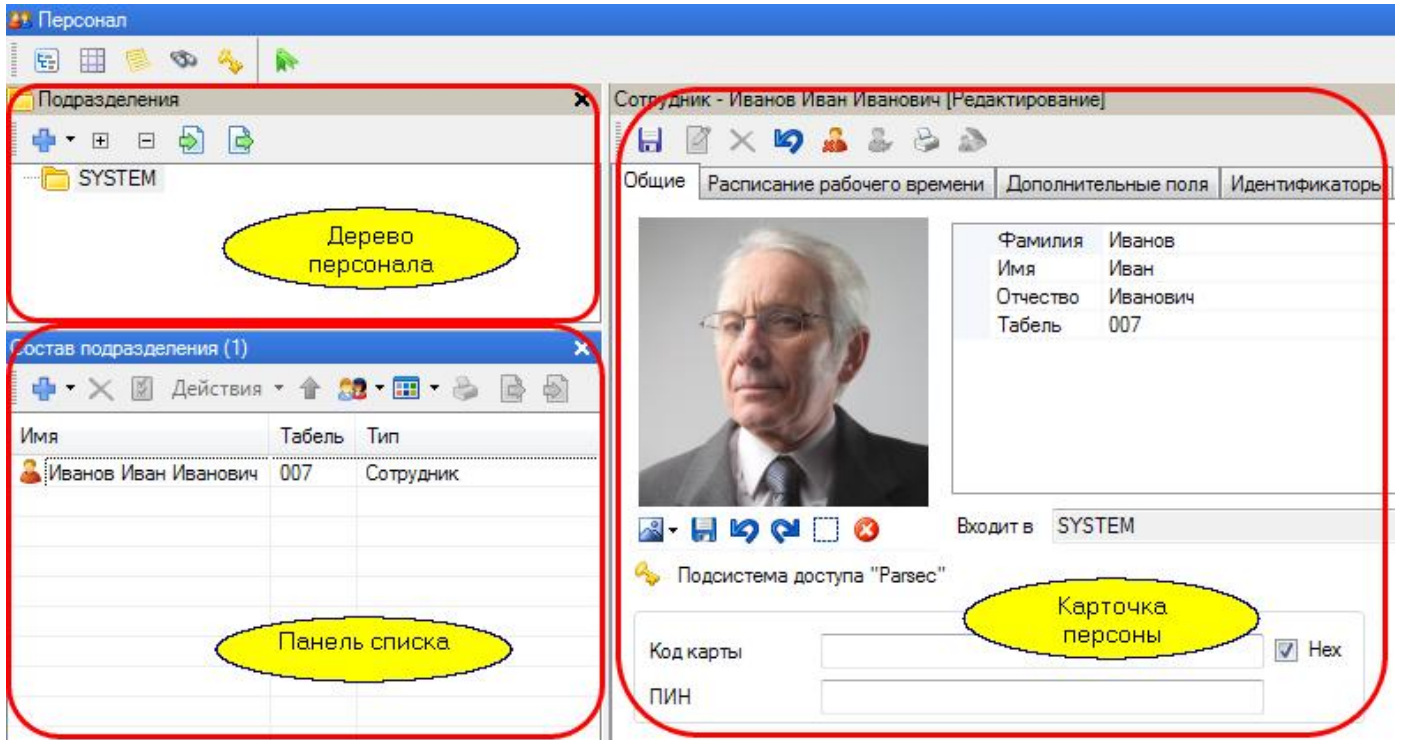 Персонал
Подразделения
SYSTEM
Дерево
персонала
Состав подразделения (1)
Действия
Имя Табель Тип
Иванов Иван Иванович 007 Сотрудник
Панель списка
Сотрудник - Иванов Иван Иванович [Редактирование]
Общие Расписание рабочего времени Дополнительные поля Идентификаторы
Фамилия Иванов
Имя Иван
Отчество Иванович
Табель 007
Входит в SYSTEM
Подсистема доступа "Parsec"
Карточка
персоны
Код карты Hex
ПИН